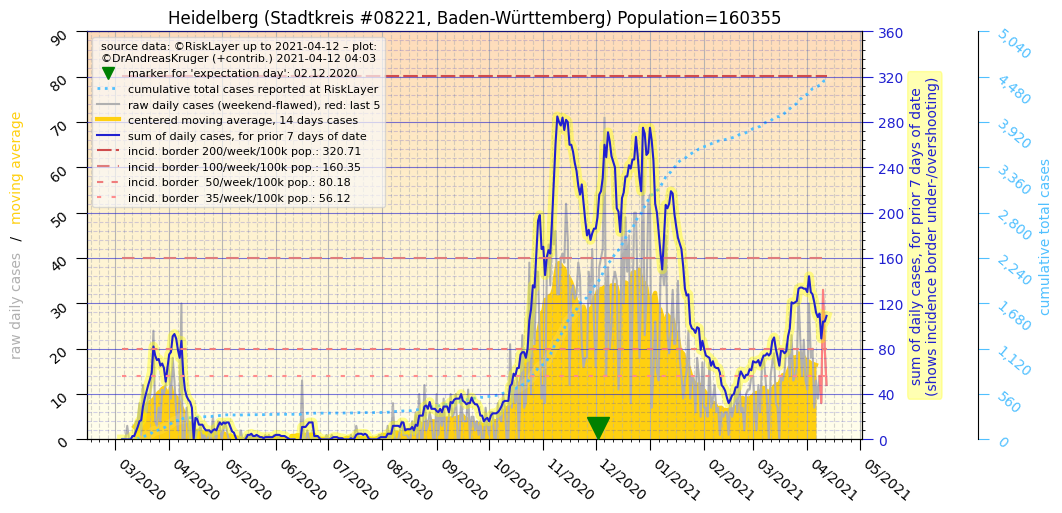 Heidelberg (Stadtkreis #08221, Baden-Württemberg) Population=160355
source data: ©RiskLayer up to 2021-04-12 – plot:
©DrAndreasKruger (+contrib.) 2021-04-12 04:03
marker for 'expectation day': 02.12.2020
cumulative total cases reported at RiskLayer
raw daily cases (weekend-flawed), red: last 5
centered moving average, 14 days cases
sum of daily cases, for prior 7 days of date
incid. border 200/week/100k pop.: 320.71
incid. border 100/week/100k pop.: 160.35
incid. border  50/week/100k pop.: 80.18
incid. border  35/week/100k pop.: 56.12
raw daily cases  /  moving average
90
80
70
60
50
40
30
20
10
0
03/2020
04/2020
05/2020
06/2020
07/2020
08/2020
09/2020
10/2020
11/2020
12/2020
01/2021
02/2021
03/2021
04/2021
05/2021
360
320
280
240
200
160
120
80
40
0
sum of daily cases, for prior 7 days of date
(shows incidence border under-/overshooting)
5,040
4,480
3,920
3,360
2,800
2,240
1,680
1,120
560
0
cumulative total cases